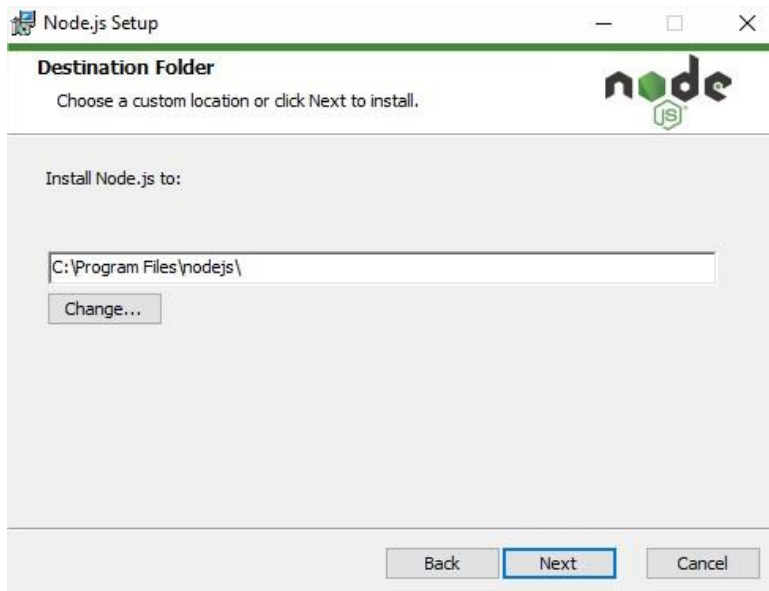 Node.js Setup
Destination Folder
Choose a custom location or click Next to install.
node
JS
Install Node.js to:
C:\Program Files\nodejs\
Change...
Back Next Cancel